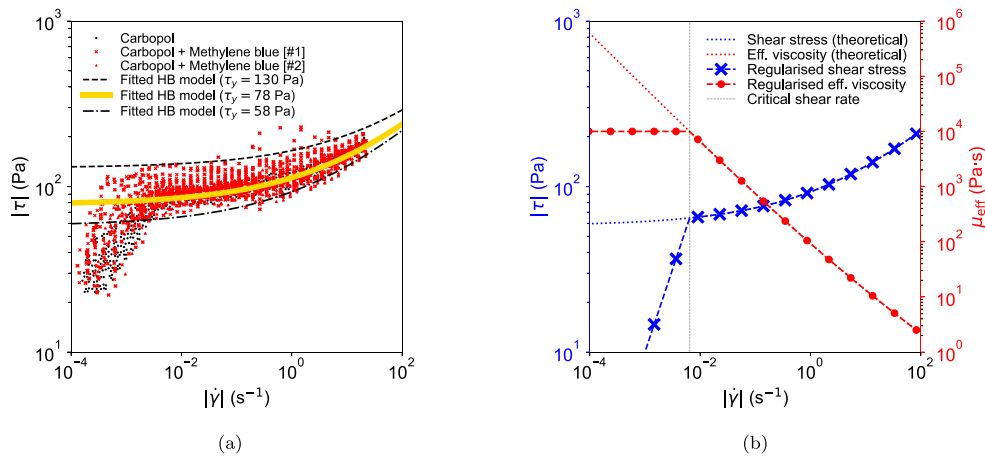 10³
10²
10¹
|τ| (Pa)
Carbopol
Carbopol + Methylene blue [#1]
Carbopol + Methylene blue [#2]
Fitted HB model (τy = 130 Pa)
Fitted HB model (τy = 78 Pa)
Fitted HB model (τy = 58 Pa)
10⁻⁴ 10⁻² 10⁰ 10²
|γ̇| (s⁻¹)
(a)
10³
10²
10¹
|τ| (Pa)
Shear stress (theoretical)
Eff. viscosity (theoretical)
Regularised shear stress
Regularised eff. viscosity
Critical shear rate
10⁶
10⁵
10⁴
10³
10²
10¹
10⁰
μeff (Pa·s)
10⁻⁴ 10⁻² 10⁰ 10²
|γ̇| (s⁻¹)
(b)